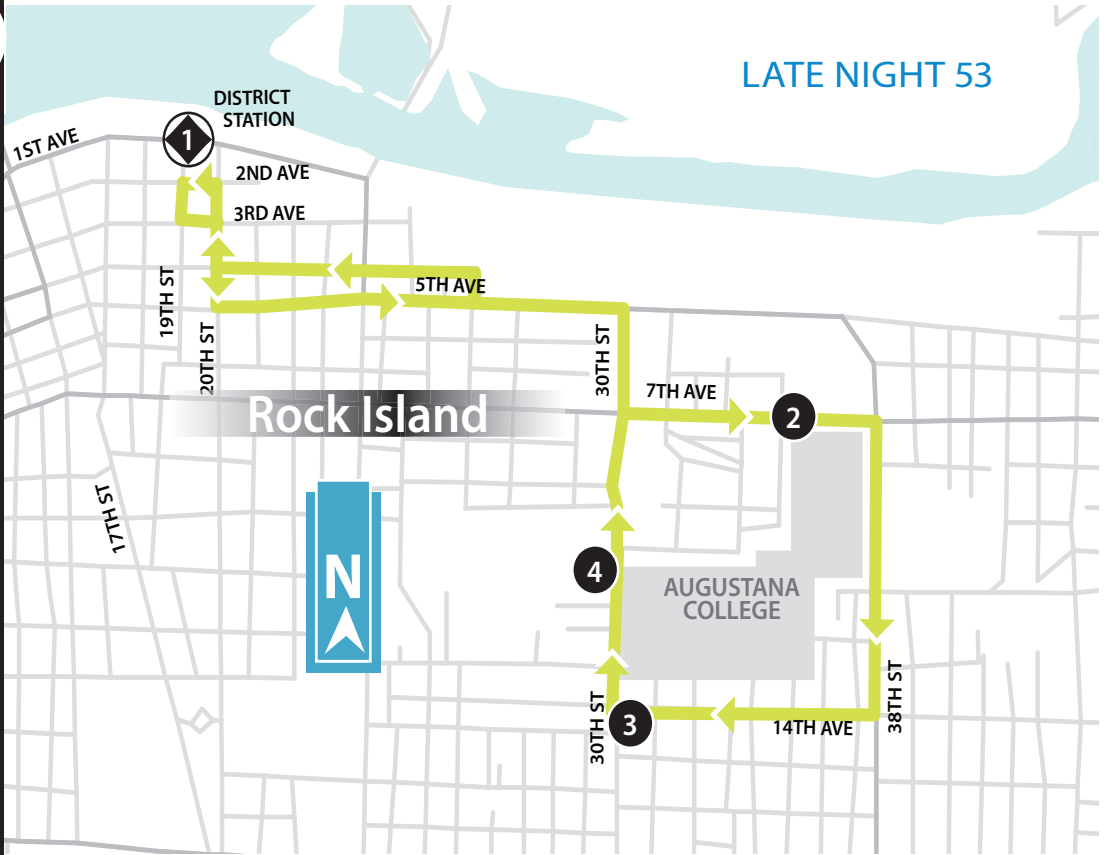 LATE NIGHT 53
DISTRICT
STATION
1
1ST AVE
2ND AVE
3RD AVE
5TH AVE
19TH ST
20TH ST
30TH ST
7TH AVE
2
Rock Island
17TH ST
N
4
AUGUSTANA
COLLEGE
38TH ST
30TH ST
3
14TH AVE